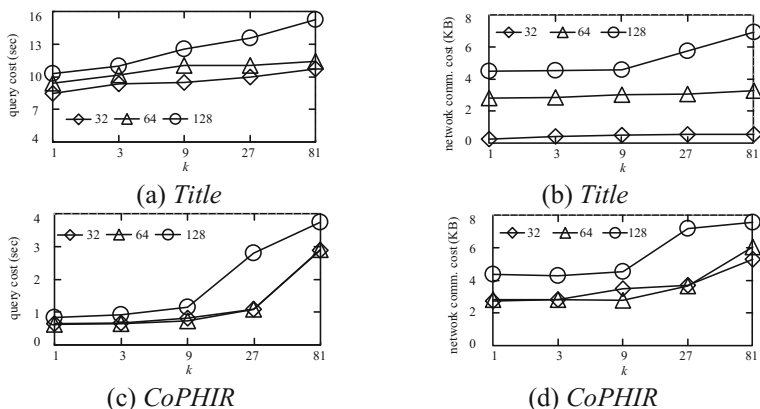 query cost (sec)
16
13
10
7
4
32 64 128
1 3 9 27 81
k
(a) Title
network comm. cost (KB)
8
6
4
2
0
32 64 128
1 3 9 27 81
k
(b) Title
query cost (sec)
4
3
2
1
0
32 64 128
1 3 9 27 81
k
(c) CoPHIR
network comm. cost (KB)
8
6
4
2
0
32 64 128
1 3 9 27 81
k
(d) CoPHIR